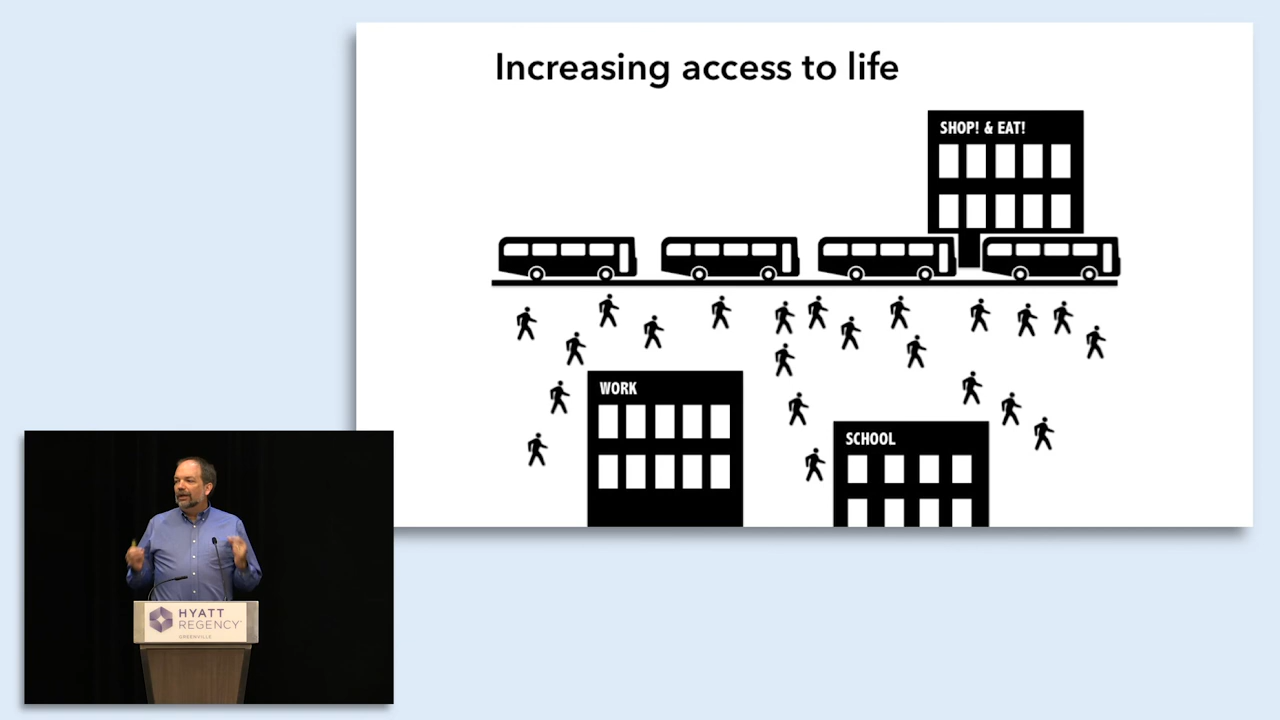 Increasing access to life
SHOP! & EAT!
WORK
SCHOOL
HYATT
REGENCY
GREENVILLE